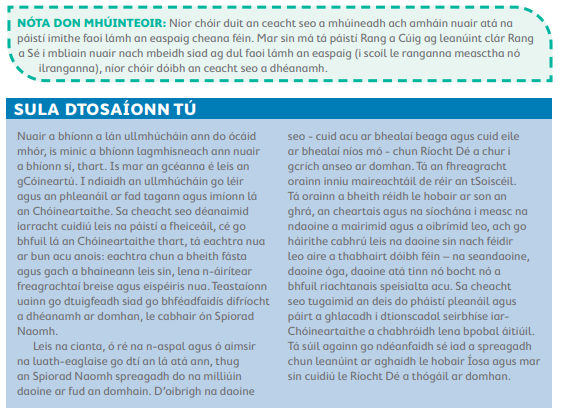 NÓTA DON MHÚINTEOIR: Níor chóir duit an ceacht seo a mhúineadh ach amháin nuair atá na
páistí imithe faoi lámh an easpaig cheana féin. Mar sin má tá páistí Rang a Cúig ag leanúint clár Rang
a Sé i mbliain nuair nach mbeidh siad ag dul faoi lámh an easpaig (i scoil le ranganna measctha nó
ilranganna), níor chóir dóibh an ceacht seo a dhéanamh.
SULA DTOSAÍONN TÚ
Nuair a bhíonn a lán ullmhúcháin ann do ócáid
mhór, is minic a bhíonn lagmhisneach ann nuair
a bhíonn sí, thart. Is mar an gcéanna é leis an
gCóineartú. I ndiaidh an ullmhúcháin go léir
agus an phleanáil ar fad tagann agus imíonn lá
an Chóineartaithe. Sa cheacht seo déanaimid
iarracht cuidiú leis na páistí a fheiceáil, cé go
bhfuil lá an Chóineartaithe thart, tá eachtra nua
ar bun acu anois: eachtra chun a bheith fásta
agus gach a bhaineann leis sin, lena n-áirítear
freagrachtaí breise agus eispéiris nua. Teastaíonn
uainn go dtuigfeadh siad go bhféadfaidís difríocht
a dhéanamh ar domhan, le cabhair ón Spiorad
Naomh.
Leis na cianta, ó ré na n-aspal agus ó aimsir
na luath-eaglaise go dtí an lá atá ann, thug
an Spiorad Naomh spreagadh do na milliúin
daoine ar fud an domhain. D'oibrigh na daoine
seo - cuid acu ar bhealaí beaga agus cuid eile
ar bhealaí níos mó - chun Ríocht Dé a chur i
gcrích anseo ar domhan. Tá an fhreagracht
orainn inniu maireachtáil de réir an tSoiscéil.
Tá orainn a bheith réidh le hobair ar son an
ghrá, an cheartais agus na síochána i measc na
ndaoine a mairimid agus a oibrímid leo, ach go
háirithe cabhrú leis na daoine sin nach féidir
leo aire a thabhairt dóibh féin – na seandaoine,
daoine óga, daoine atá tinn nó bocht nó a
bhfuil riachtanais speisialta acu. Sa cheacht
seo tugaimid an deis do pháistí pleanáil agus
páirt a ghlacadh i dtionscadal seirbhíse iar-
Chóineartaithe a chabhróidh lena bpobal áitiúil.
Tá súil againn go ndéanfaidh sé iad a spreagadh
chun leanúint ar aghaidh le hobair Íosa agus mar
sin cuidiú le Ríocht Dé a thógáil ar domhan.